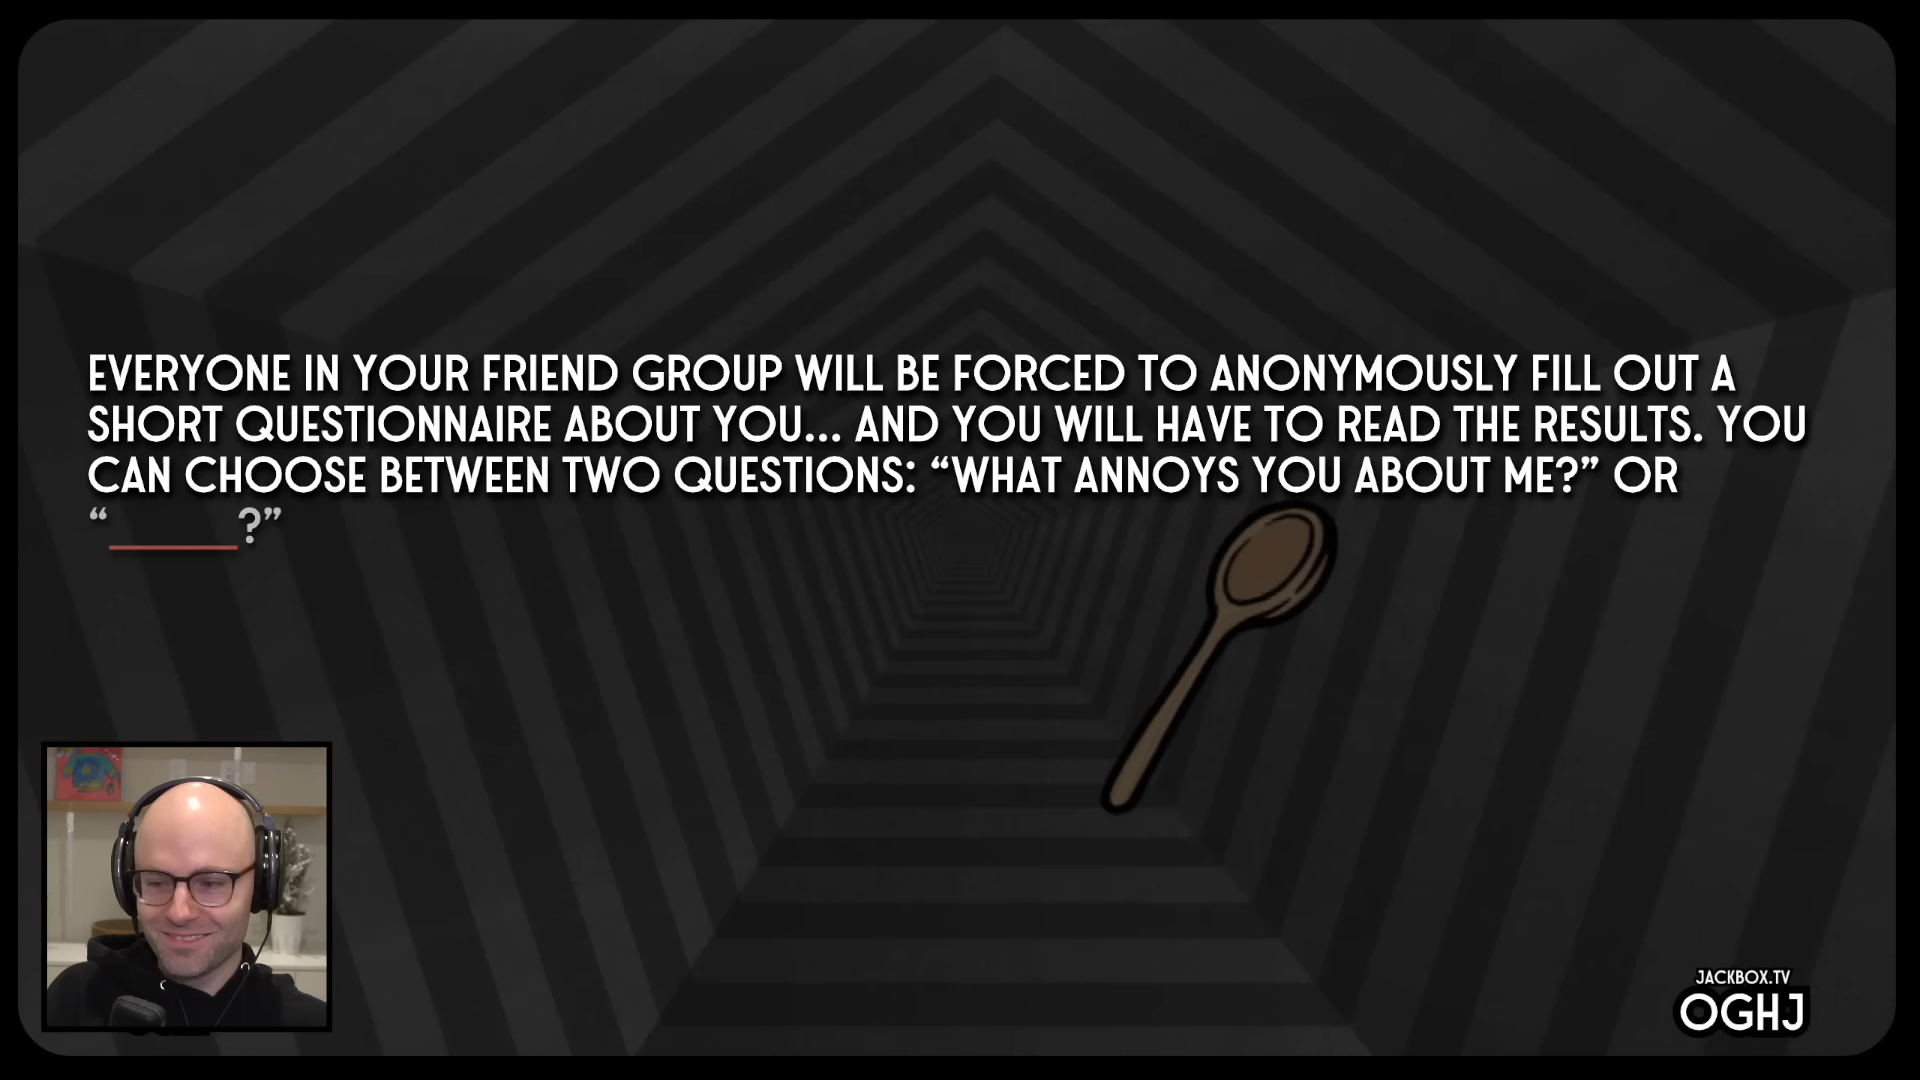 EVERYONE IN YOUR FRIEND GROUP WILL BE FORCED TO ANONYMOUSLY FILL OUT A
SHORT QUESTIONNAIRE ABOUT YOU... AND YOU WILL HAVE TO READ THE RESULTS. YOU
CAN CHOOSE BETWEEN TWO QUESTIONS: “WHAT ANNOYS YOU ABOUT ME?” OR
“______?”
JACKBOX.TV
OGHJ